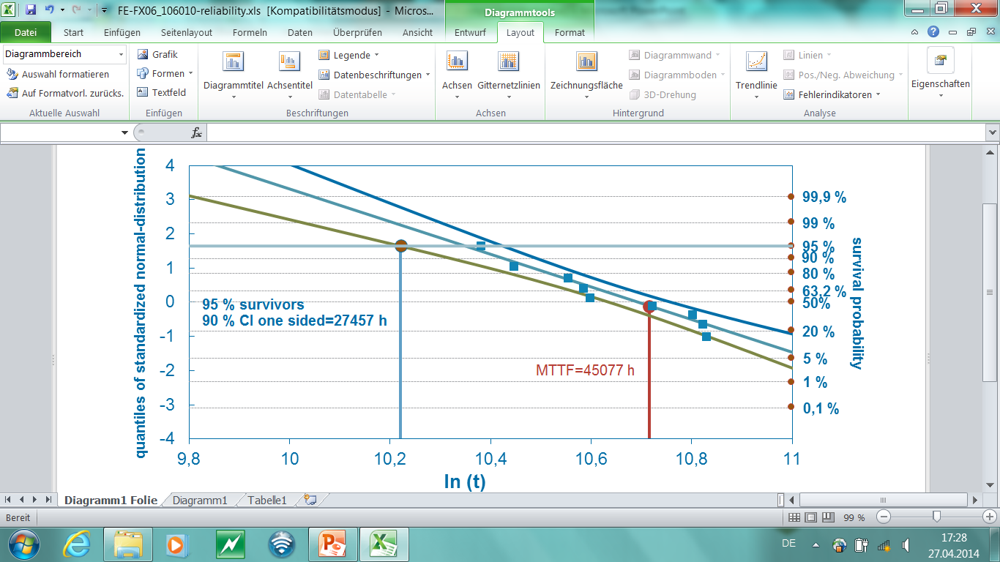 FE-FX06_106010-reliability.xls [Kompatibilitätsmodus] - Micros...
Diagrammtools
Datei Start Einfügen Seitenlayout Formeln Daten Überprüfen Ansicht Entwurf Layout Format
Diagrammbereich
Auswahl formatieren
Auf Formatvorl. zurücks.
Aktuelle Auswahl
Grafik
Formen
Textfeld
Einfügen
Diagrammtitel
Achsentitel
Legende
Datenbeschriftungen
Datentabelle
Beschriftungen
Achsen
Gitternetzlinien
Achsen
Zeichnungsfläche
Diagrammwand
Diagrammboden
3D-Drehung
Hintergrund
Trendlinie
Linien
Pos./Neg. Abweichung
Fehlerindikatoren
Analyse
Eigenschaften
fx
quantiles of standardized normal-distribution
4
3
2
1
0
-1
-2
-3
-4
95 % survivors
90 % CI one sided=27457 h
MTTF=45077 h
99,9 %
99 %
95 %
90 %
80 %
63,2 %
50%
20 %
5 %
1 %
0,1 %
survival probability
9,8 10 10,2 10,4 10,6 10,8 11
ln (t)
Diagramm1 Folie Diagramm1 Tabelle1
Bereit
99 %
DE
17:28
27.04.2014